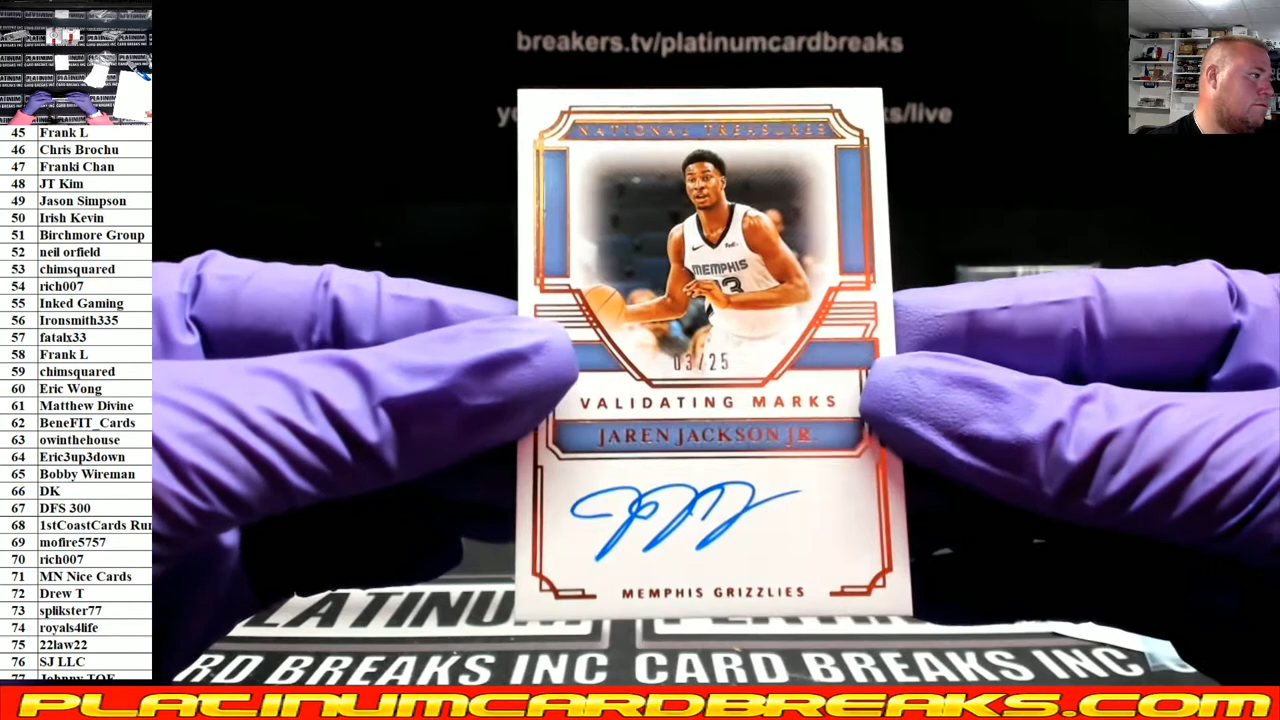 breakers.tv/platinumcardbreaks
ks/live
45 Frank L
46 Chris Brochu
47 Franki Chan
48 JT Kim
49 Jason Simpson
50 Irish Kevin
51 Birchmore Group
52 neil orfield
53 chimsquared
54 rich007
55 Inked Gaming
56 Ironsmith335
57 fatalx33
58 Frank L
59 chimsquared
60 Eric Wong
61 Matthew Divine
62 BeneFIT_Cards
63 owinthehouse
64 Eric3up3down
65 Bobby Wireman
66 DK
67 DFS 300
68 1stCoastCards Run
69 mofire5757
70 rich007
71 MN Nice Cards
72 Drew T
73 splikster77
74 royals4life
75 22law22
76 SJ LLC
NATIONAL TREASURES
MEMPHIS
13
03/25
VALIDATING MARKS
JAREN JACKSON JR.
MEMPHIS GRIZZLIES
PLATINUM
RD BREAKS INC CARD BREAKS INC
PLATINUMCARDBREAKS.COM